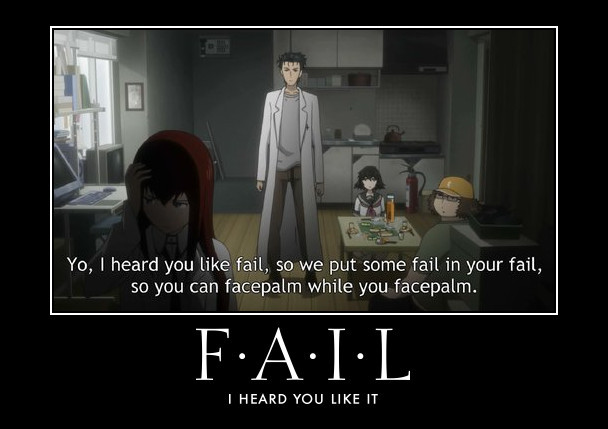 Yo, I heard you like fail, so we put some fail in your fail,
so you can facepalm while you facepalm.
F·A·I·L
I HEARD YOU LIKE IT